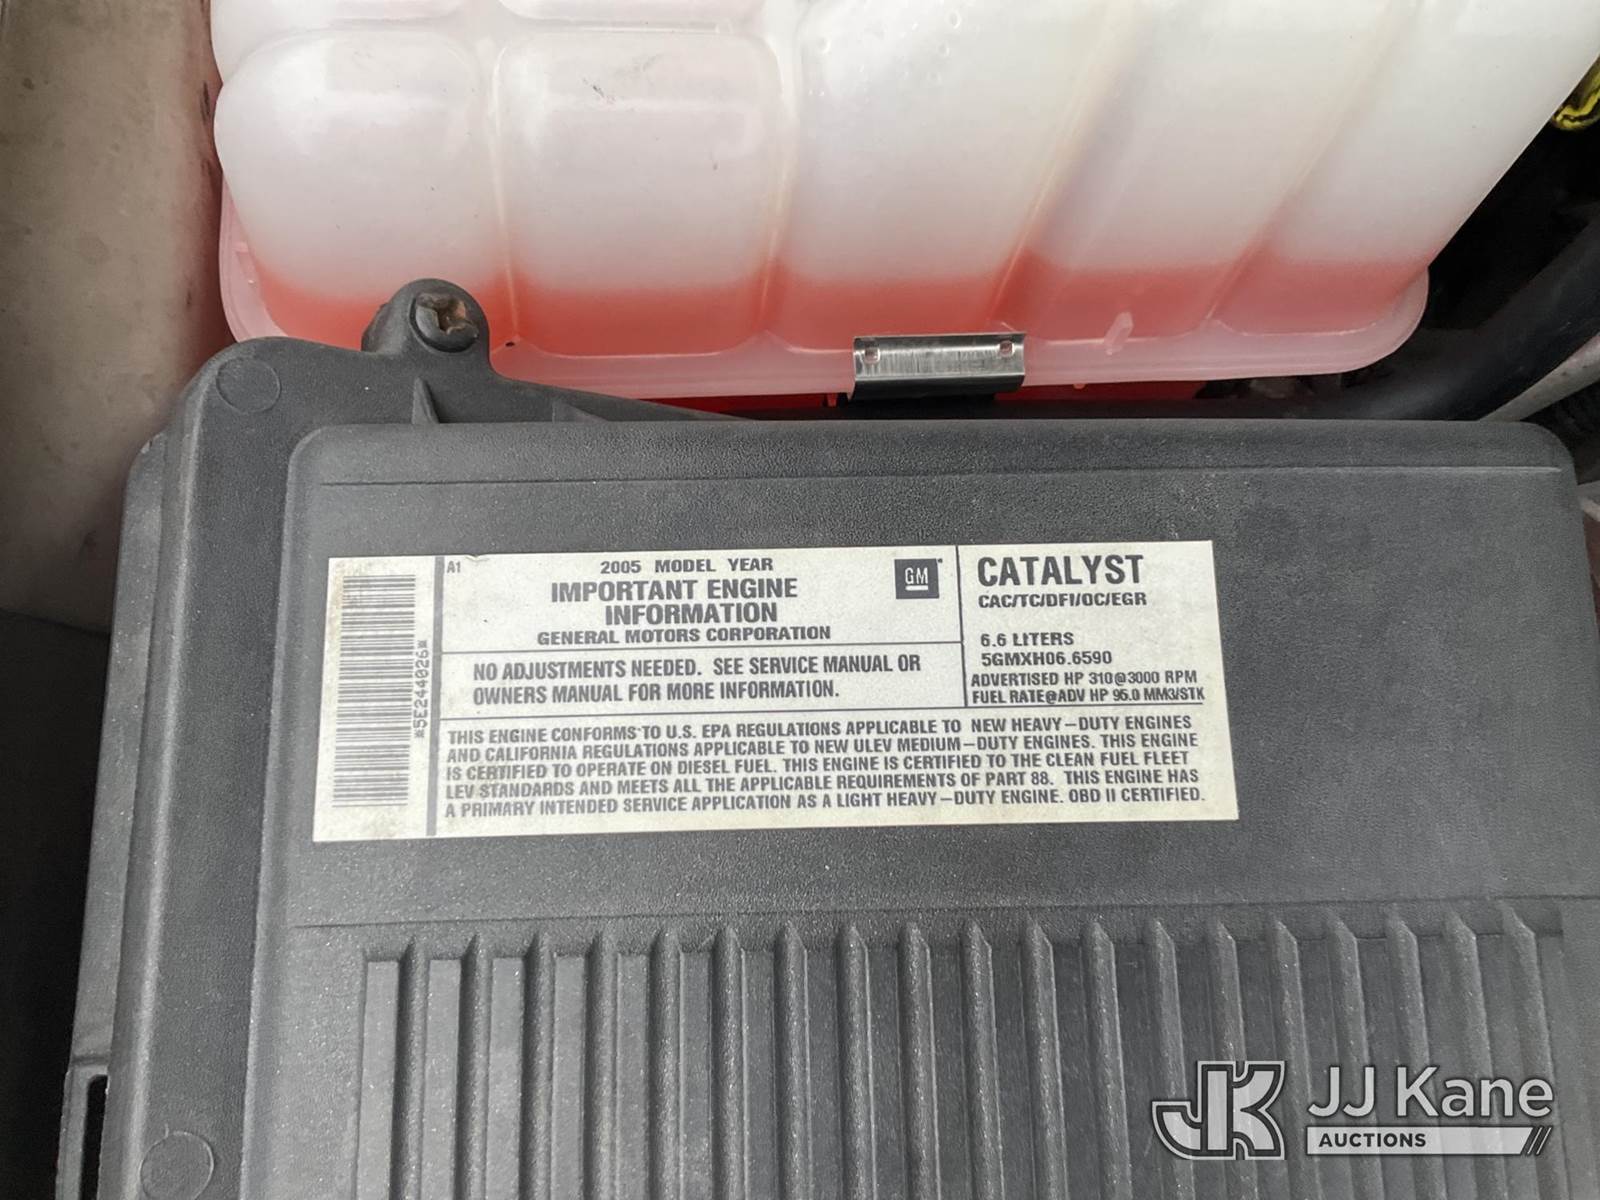 A1
2005 MODEL YEAR
IMPORTANT ENGINE
INFORMATION
GENERAL MOTORS CORPORATION
GM
NO ADJUSTMENTS NEEDED. SEE SERVICE MANUAL OR
OWNERS MANUAL FOR MORE INFORMATION.
CATALYST
CAC/TC/DFI/OC/EGR
6.6 LITERS
5GMXH06.6590
ADVERTISED HP 310@3000 RPM
FUEL RATE@ADV HP 95.0 MM3/STK
THIS ENGINE CONFORMS TO U.S. EPA REGULATIONS APPLICABLE TO NEW HEAVY-DUTY ENGINES
AND CALIFORNIA REGULATIONS APPLICABLE TO NEW ULEV MEDIUM-DUTY ENGINES. THIS ENGINE
IS CERTIFIED TO OPERATE ON DIESEL FUEL. THIS ENGINE IS CERTIFIED TO THE CLEAN FUEL FLEET
LEV STANDARDS AND MEETS ALL THE APPLICABLE REQUIREMENTS OF PART 88. THIS ENGINE HAS
A PRIMARY INTENDED SERVICE APPLICATION AS A LIGHT HEAVY-DUTY ENGINE. OBD II CERTIFIED.
*5E244026*
JK JJ Kane
AUCTIONS